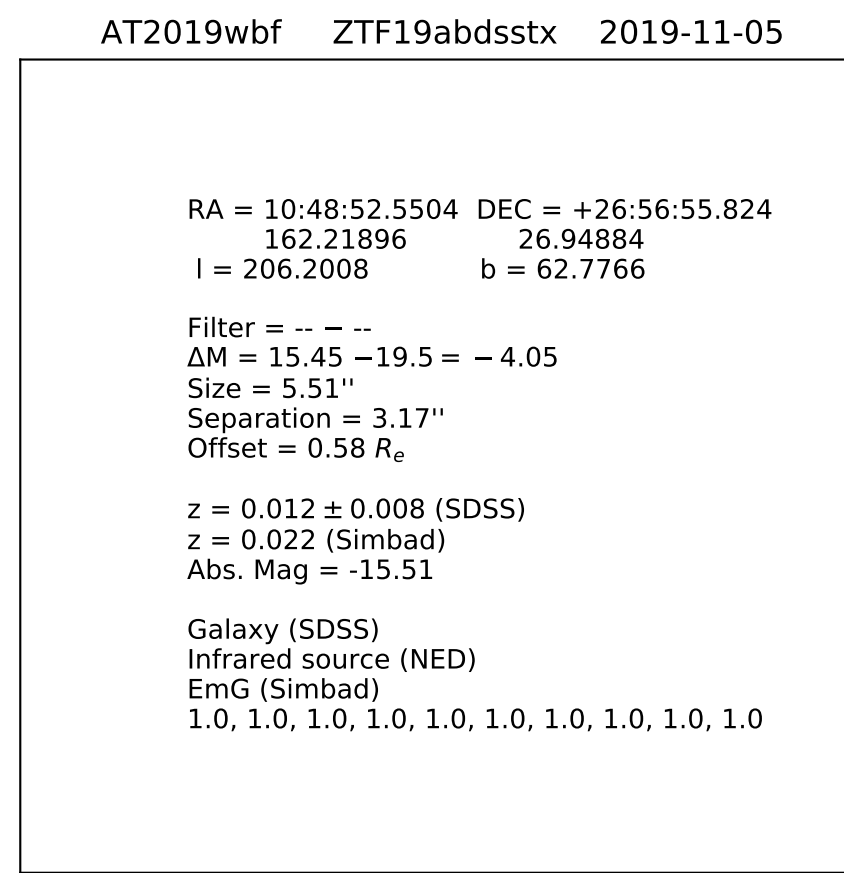 AT2019wbf ZTF19abdsstx 2019-11-05
RA = 10:48:52.5504 DEC = +26:56:55.824
162.21896 26.94884
l = 206.2008 b = 62.7766
Filter = -- − --
ΔM = 15.45 −19.5 = − 4.05
Size = 5.51''
Separation = 3.17''
Offset = 0.58 Rₑ
z = 0.012 ± 0.008 (SDSS)
z = 0.022 (Simbad)
Abs. Mag = -15.51
Galaxy (SDSS)
Infrared source (NED)
EmG (Simbad)
1.0, 1.0, 1.0, 1.0, 1.0, 1.0, 1.0, 1.0, 1.0, 1.0